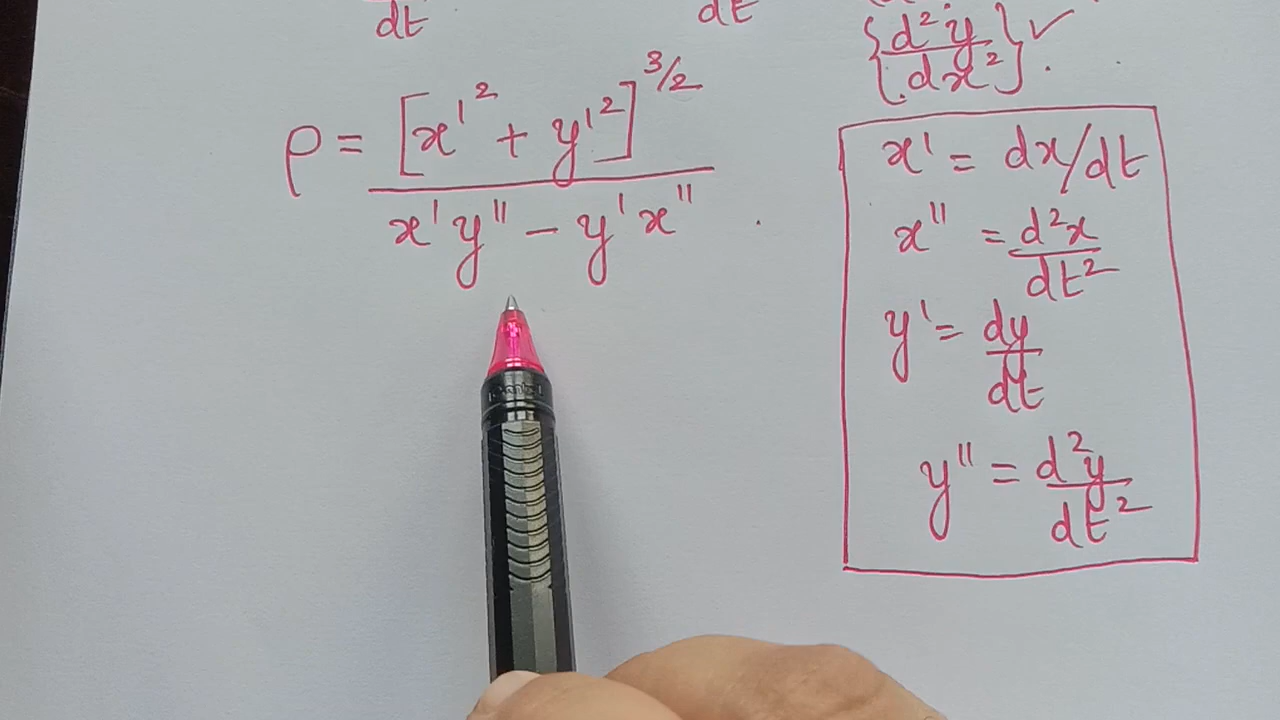 dt
dt
{d²y/dx²} ✓.
ρ = [x'² + y'²]^3/2 / x'y'' − y'x''
x' = dx/dt
x'' = d²x/dt²
y' = dy/dt
y'' = d²y/dt²